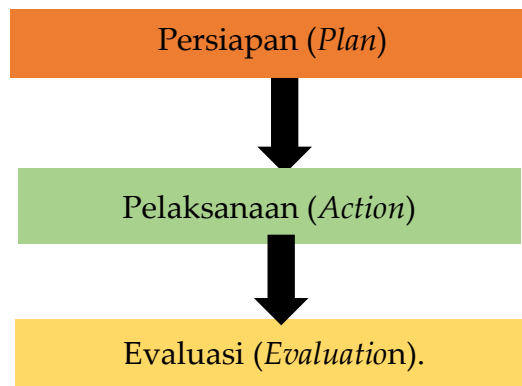 Persiapan (Plan)
Pelaksanaan (Action)
Evaluasi (Evaluation).